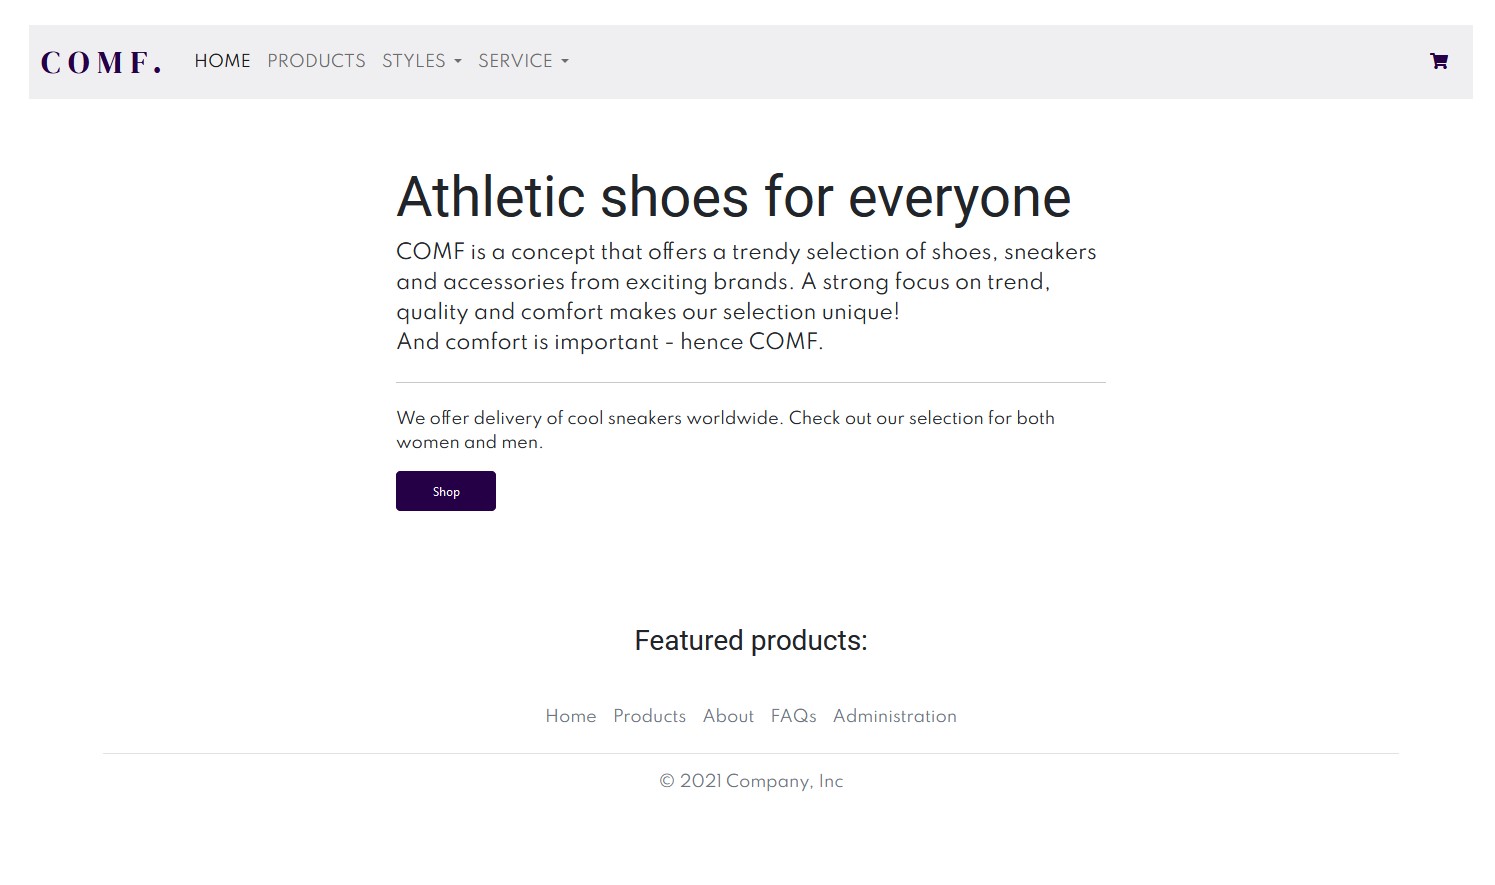 COMF. HOME PRODUCTS STYLES SERVICE
Athletic shoes for everyone
COMF is a concept that offers a trendy selection of shoes, sneakers
and accessories from exciting brands. A strong focus on trend,
quality and comfort makes our selection unique!
And comfort is important - hence COMF.
We offer delivery of cool sneakers worldwide. Check out our selection for both
women and men.
Shop
Featured products:
Home Products About FAQs Administration
© 2021 Company, Inc